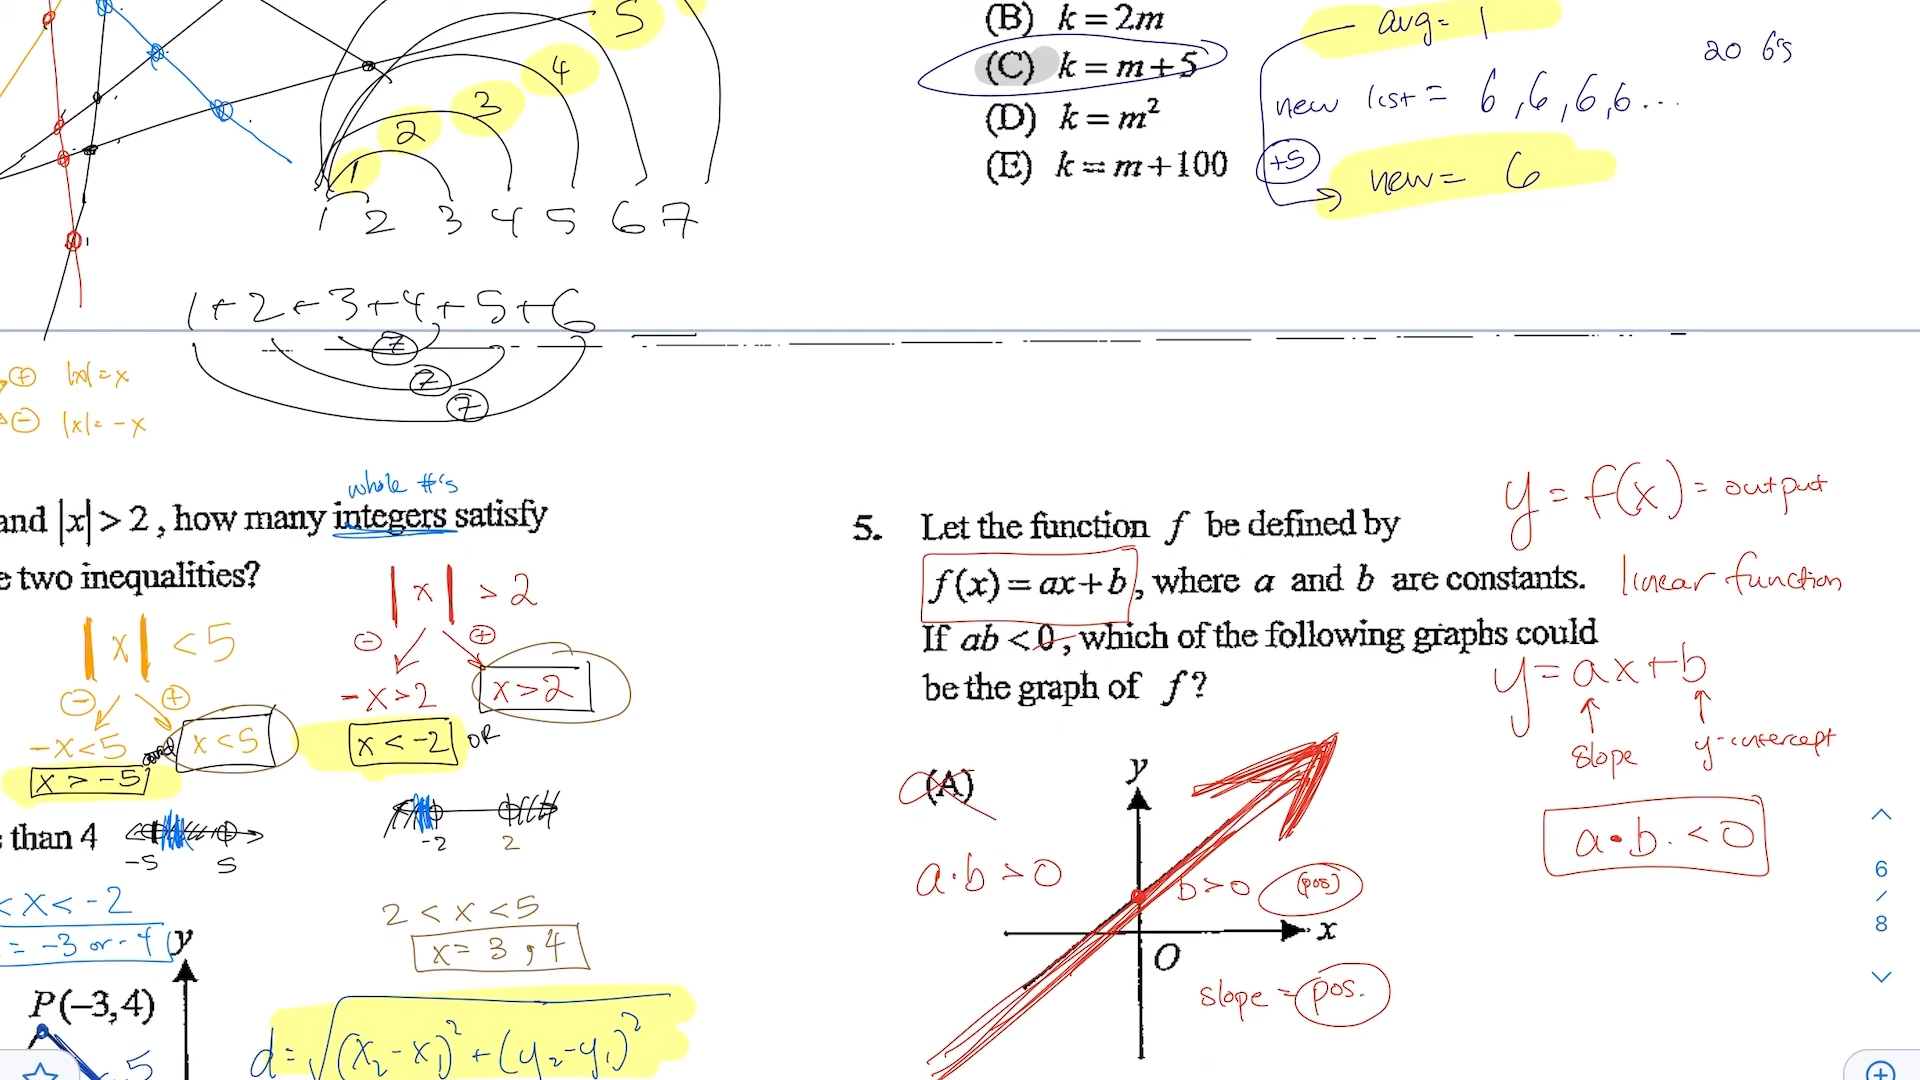 5
4
3
2
1
1 2 3 4 5 6 7
1+2+3+4+5+6
7
7
7
(B) k = 2m
(C) k = m+5
(D) k = m²
(E) k = m+100
avg = 1
20 6's
new list = 6,6,6,6...
+5
new = 6
+ |x| = x
- |x| = -x
whole #'s
and |x| > 2, how many integers satisfy
e two inequalities?
|x| < 5
- +
-x<5 and x<5
x > -5
|x| > 2
- +
-x>2 x>2
x < -2 OR
than 4
-5 5
-2 2
< x < -2
= -3 or -4
2 < x < 5
x = 3, 4
y
P(–3,4)
5
d = √(x₂-x₁)² + (y₂-y₁)²
5. Let the function f be defined by
f(x) = ax+b, where a and b are constants.
If ab < 0, which of the following graphs could
be the graph of f?
y = f(x) = output
linear function
y = ax+b
slope y-intercept
a•b. < 0
(A)
y
a·b > 0
b > 0 (pos)
x
O
slope = pos.
6
/
8